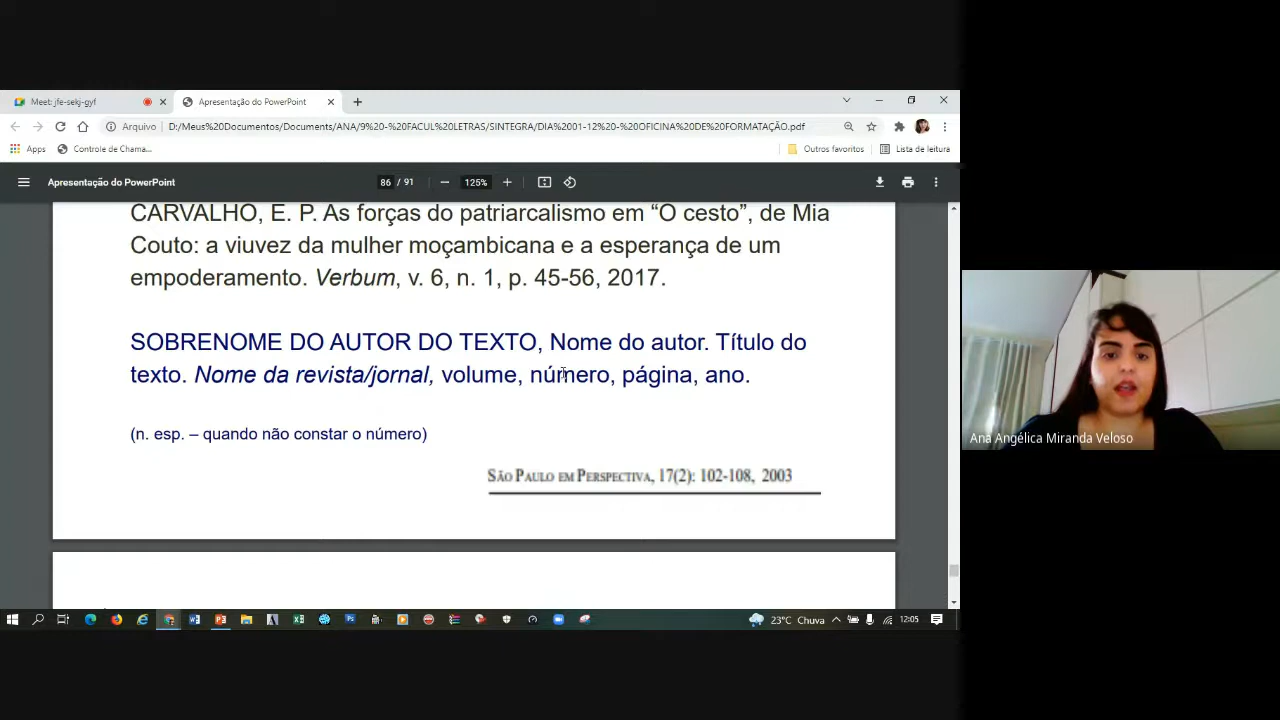 Meet: jfe-sekj-gyf
Apresentação do PowerPoint
Arquivo
D:/Meus%20Documentos/Documents/ANA/9%20-%20FACUL%20LETRAS/SINTEGRA/DIA%2001-12%20-%20OFICINA%20DE%20FORMATAÇÃO.pdf
Apps
Controle de Chama...
Outros favoritos
Lista de leitura
Apresentação do PowerPoint
86 / 91
125%
CARVALHO, E. P. As forças do patriarcalismo em “O cesto”, de Mia
Couto: a viuvez da mulher moçambicana e a esperança de um
empoderamento. Verbum, v. 6, n. 1, p. 45-56, 2017.
SOBRENOME DO AUTOR DO TEXTO, Nome do autor. Título do
texto. Nome da revista/jornal, volume, número, página, ano.
(n. esp. – quando não constar o número)
SÃO PAULO EM PERSPECTIVA, 17(2): 102-108, 2003
Ana Angélica Miranda Veloso
23°C Chuva
12:05